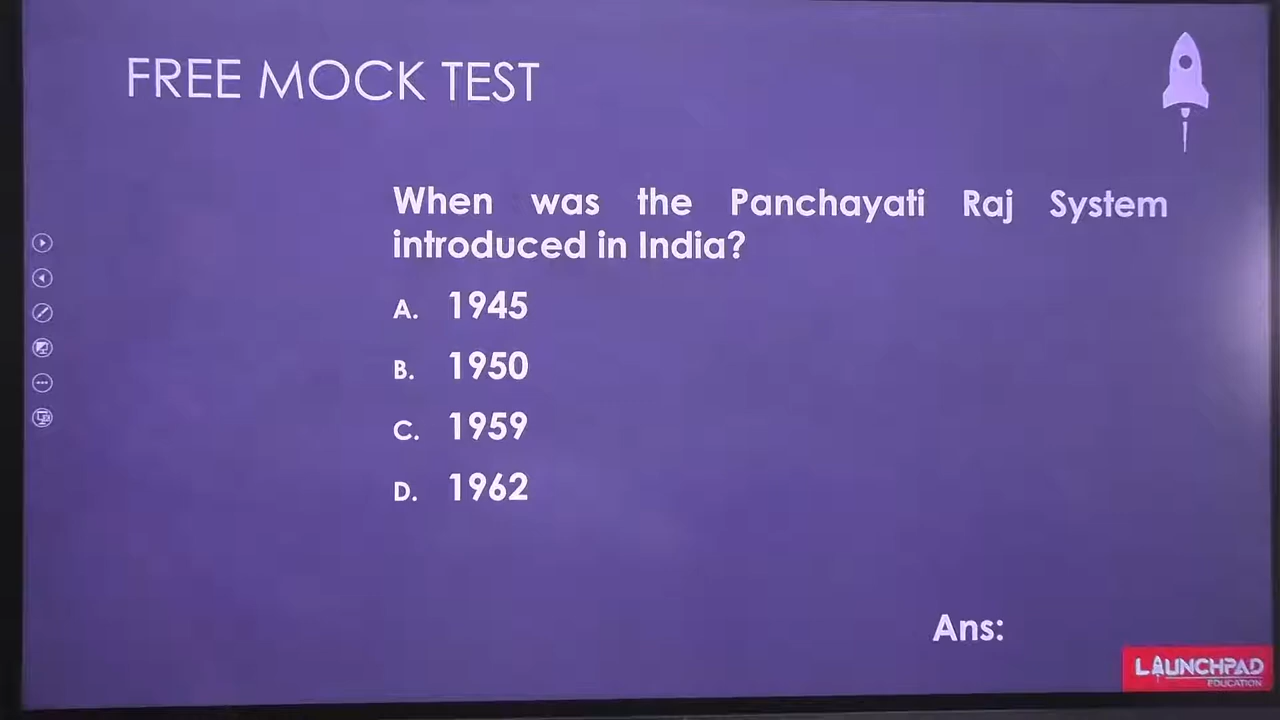 FREE MOCK TEST
When was the Panchayati Raj System
introduced in India?
A. 1945
B. 1950
C. 1959
D. 1962
Ans:
LAUNCHPAD
EDUCATION